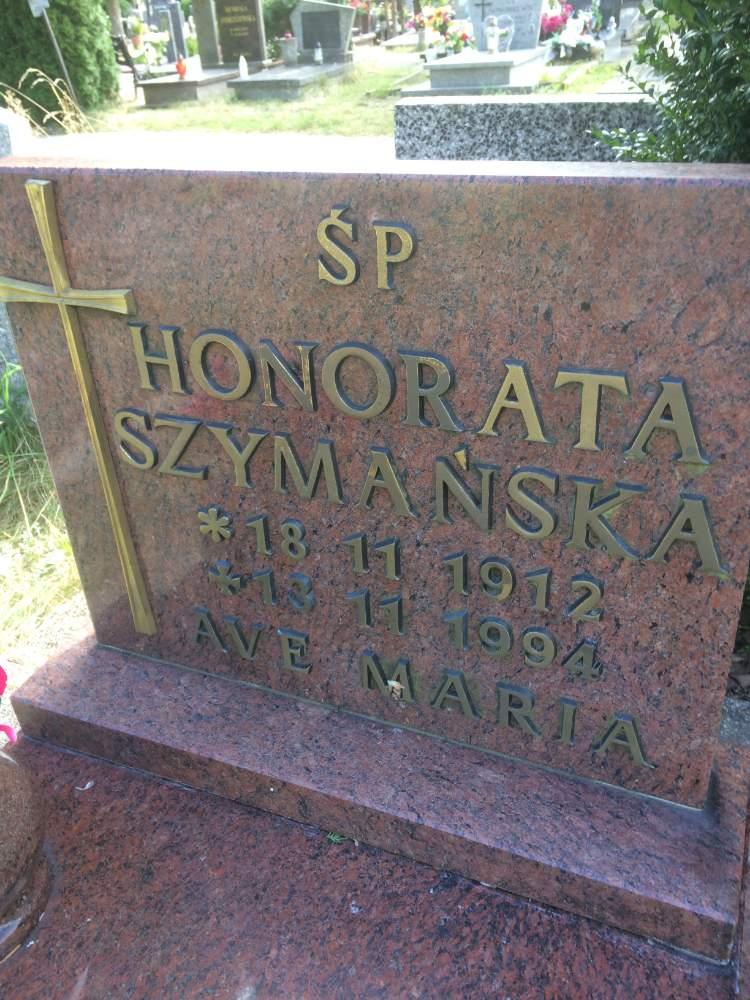 ŚP
HONORATA
SZYMAŃSKA
* 18 11 1912
✝ 13 11 1994
AVE MARIA